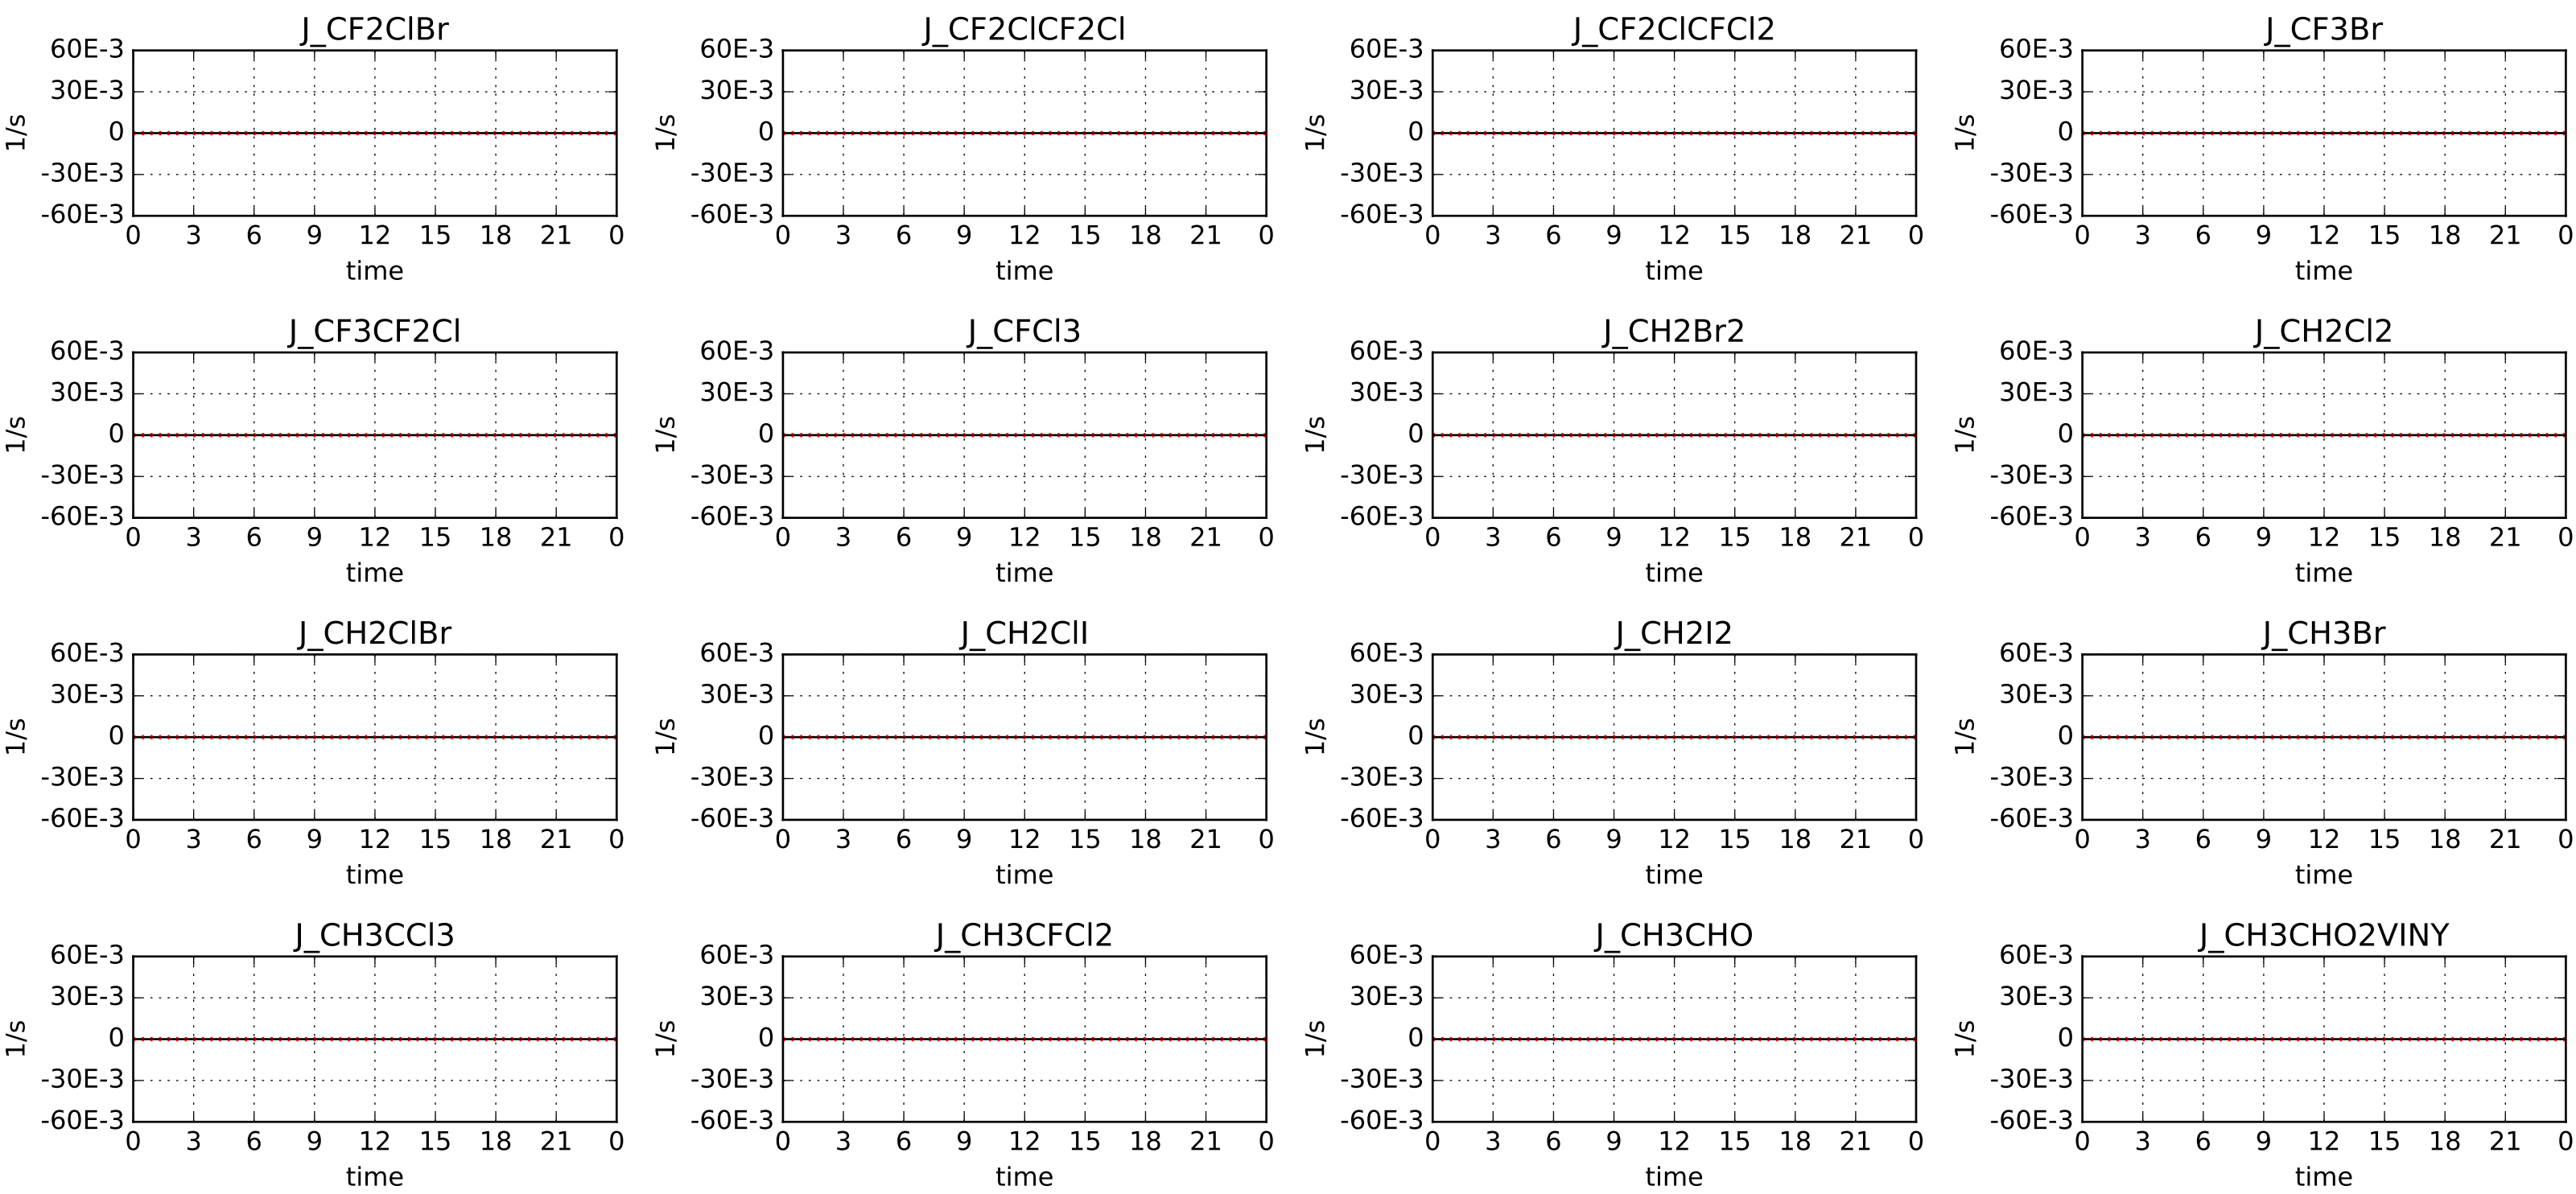 J_CF2ClBr J_CF2ClCF2Cl J_CF2ClCFCl2 J_CF3Br
60E-3 60E-3 60E-3 60E-3
30E-3 30E-3 30E-3 30E-3
1/s 0 1/s 0 1/s 0 1/s 0
-30E-3 -30E-3 -30E-3 -30E-3
-60E-3 -60E-3 -60E-3 -60E-3
0 3 6 9 12 15 18 21 0 0 3 6 9 12 15 18 21 0 0 3 6 9 12 15 18 21 0 0 3 6 9 12 15 18 21 0
time time time time
J_CF3CF2Cl J_CFCl3 J_CH2Br2 J_CH2Cl2
60E-3 60E-3 60E-3 60E-3
30E-3 30E-3 30E-3 30E-3
1/s 0 1/s 0 1/s 0 1/s 0
-30E-3 -30E-3 -30E-3 -30E-3
-60E-3 -60E-3 -60E-3 -60E-3
0 3 6 9 12 15 18 21 0 0 3 6 9 12 15 18 21 0 0 3 6 9 12 15 18 21 0 0 3 6 9 12 15 18 21 0
time time time time
J_CH2ClBr J_CH2ClI J_CH2I2 J_CH3Br
60E-3 60E-3 60E-3 60E-3
30E-3 30E-3 30E-3 30E-3
1/s 0 1/s 0 1/s 0 1/s 0
-30E-3 -30E-3 -30E-3 -30E-3
-60E-3 -60E-3 -60E-3 -60E-3
0 3 6 9 12 15 18 21 0 0 3 6 9 12 15 18 21 0 0 3 6 9 12 15 18 21 0 0 3 6 9 12 15 18 21 0
time time time time
J_CH3CCl3 J_CH3CFCl2 J_CH3CHO J_CH3CHO2VINY
60E-3 60E-3 60E-3 60E-3
30E-3 30E-3 30E-3 30E-3
1/s 0 1/s 0 1/s 0 1/s 0
-30E-3 -30E-3 -30E-3 -30E-3
-60E-3 -60E-3 -60E-3 -60E-3
0 3 6 9 12 15 18 21 0 0 3 6 9 12 15 18 21 0 0 3 6 9 12 15 18 21 0 0 3 6 9 12 15 18 21 0
time time time time